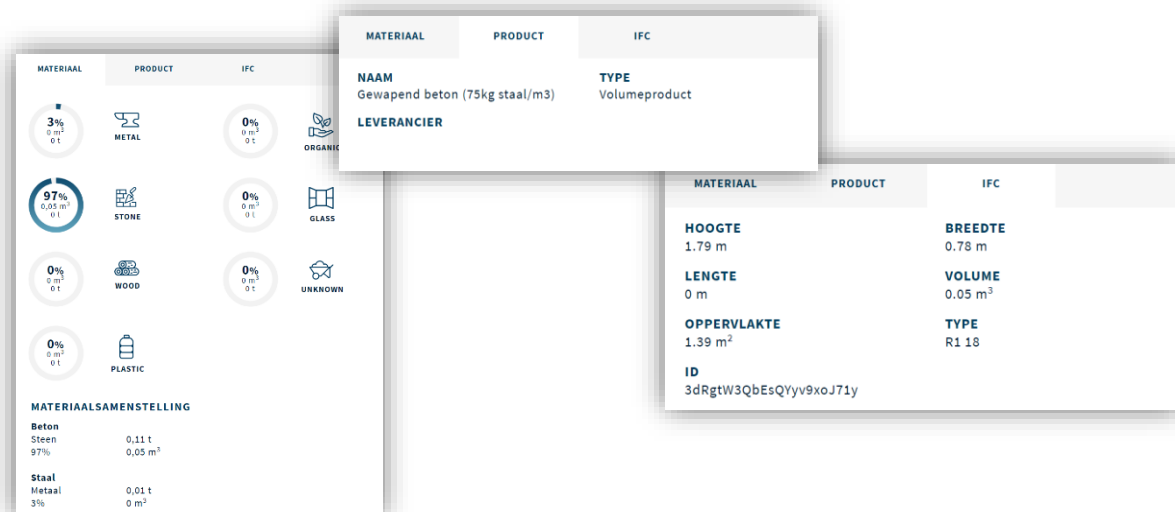 MATERIAAL PRODUCT IFC
3% METAL 0% ORGANIC
0 m³ 0 m³
0 t 0 t
97% STONE 0% GLASS
0,05 m³ 0 m³
0 t 0 t
0% WOOD 0% UNKNOWN
0 m³ 0 m³
0 t 0 t
0% PLASTIC
0 m³
0 t
MATERIAALSAMENSTELLING
Beton
Steen 0,11 t
97% 0,05 m³
Staal
Metaal 0,01 t
3% 0 m³
MATERIAAL PRODUCT IFC
NAAM TYPE
Gewapend beton (75kg staal/m3) Volumeproduct
LEVERANCIER
MATERIAAL PRODUCT IFC
HOOGTE BREEDTE
1.79 m 0.78 m
LENGTE VOLUME
0 m 0.05 m³
OPPERVLAKTE TYPE
1.39 m² R1 18
ID
3dRgtW3QbEsQYyv9xoJ71y